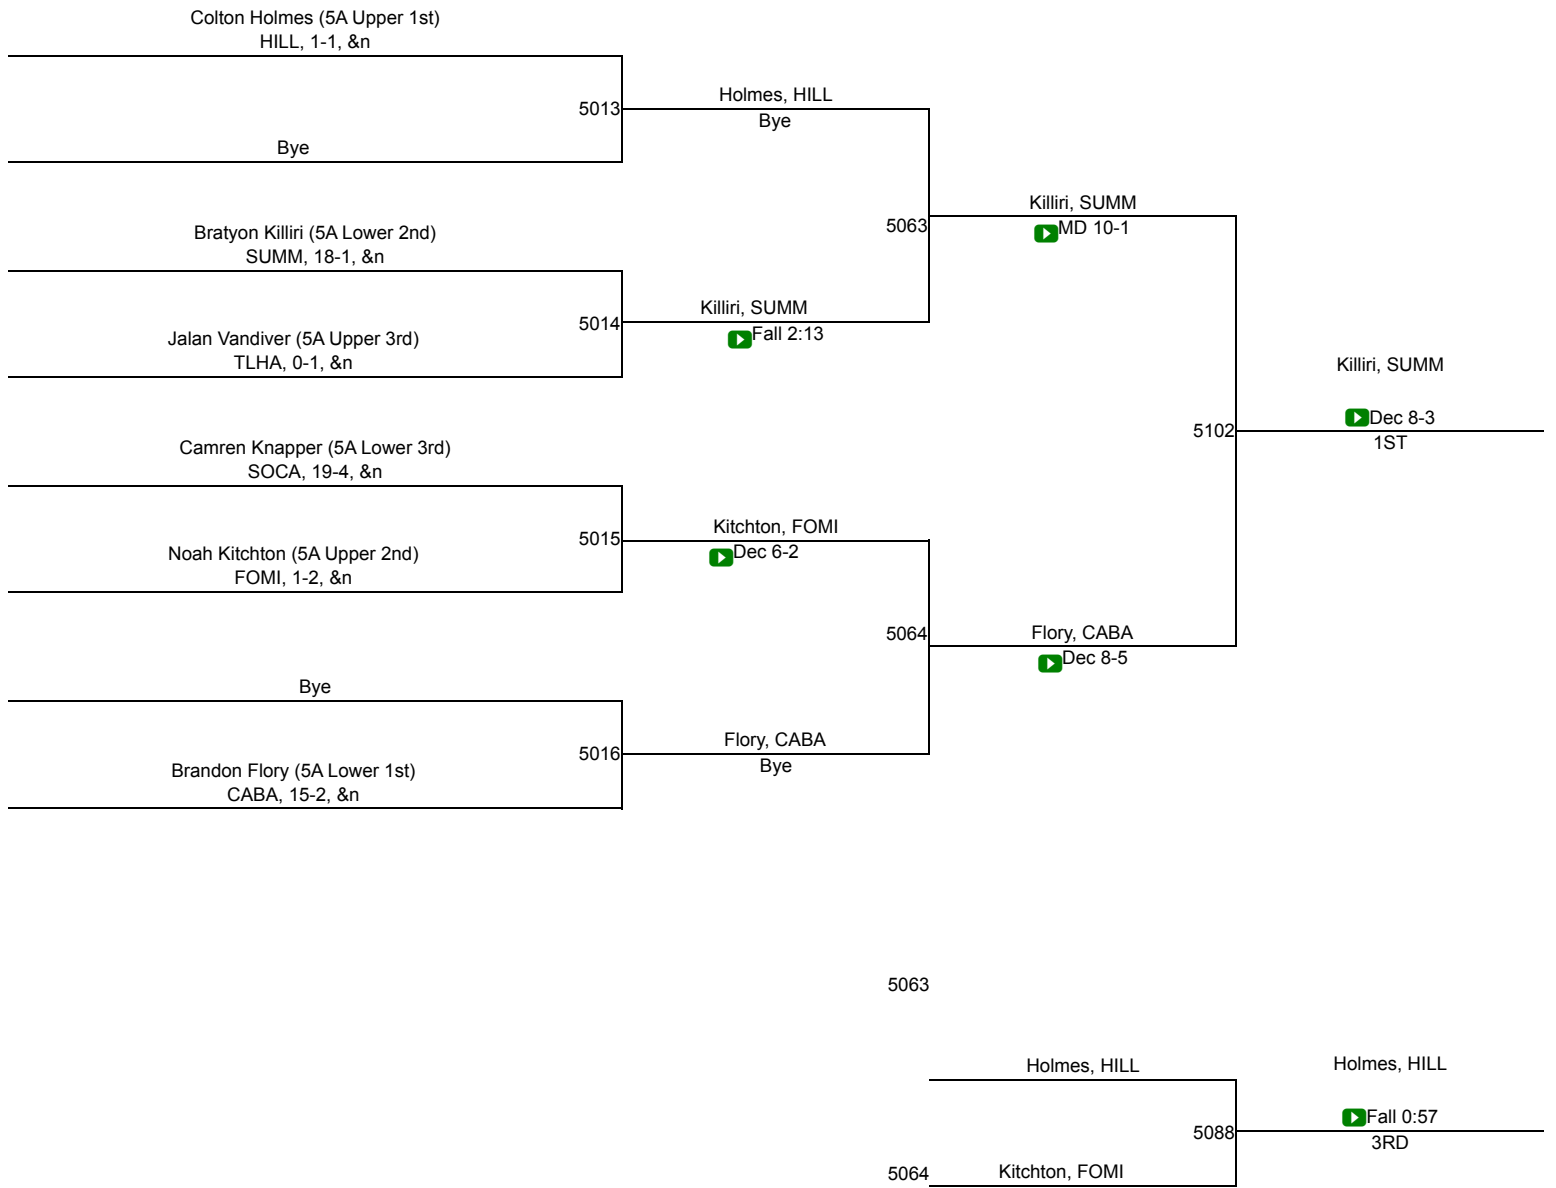 Colton Holmes (5A Upper 1st)
HILL, 1-1, &n
5013
Holmes, HILL
Bye
Bye
Bratyon Killiri (5A Lower 2nd)
SUMM, 18-1, &n
5063
Killiri, SUMM
MD 10-1
5014
Killiri, SUMM
Fall 2:13
Jalan Vandiver (5A Upper 3rd)
TLHA, 0-1, &n
Killiri, SUMM
5102
Dec 8-3
1ST
Camren Knapper (5A Lower 3rd)
SOCA, 19-4, &n
5015
Kitchton, FOMI
Dec 6-2
Noah Kitchton (5A Upper 2nd)
FOMI, 1-2, &n
5064
Flory, CABA
Dec 8-5
Bye
5016
Flory, CABA
Bye
Brandon Flory (5A Lower 1st)
CABA, 15-2, &n
5063
Holmes, HILL
Holmes, HILL
5088
Fall 0:57
3RD
5064
Kitchton, FOMI